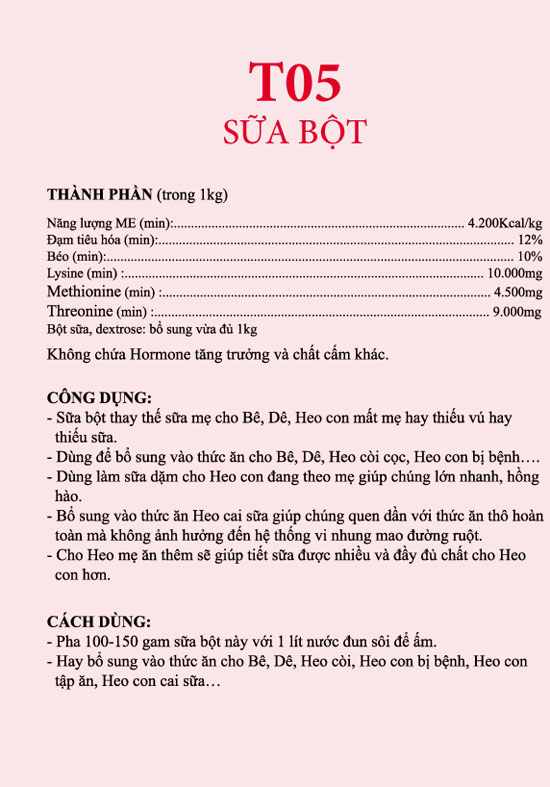 T05
SỮA BỘT
THÀNH PHẦN (trong 1kg)
Năng lượng ME (min):.......................................................................... 4.200Kcal/kg
Đạm tiêu hóa (min):.......................................................................................... 12%
Béo (min):........................................................................................................ 10%
Lysine (min) :........................................................................................... 10.000mg
Methionine (min) :.................................................................................... 4.500mg
Threonine (min) :..................................................................................... 9.000mg
Bột sữa, dextrose: bổ sung vừa đủ 1kg
Không chứa Hormone tăng trưởng và chất cấm khác.
CÔNG DỤNG:
- Sữa bột thay thế sữa mẹ cho Bê, Dê, Heo con mất mẹ hay thiếu vú hay
thiếu sữa.
- Dùng để bổ sung vào thức ăn cho Bê, Dê, Heo còi cọc, Heo con bị bệnh….
- Dùng làm sữa dặm cho Heo con đang theo mẹ giúp chúng lớn nhanh, hồng
hào.
- Bổ sung vào thức ăn Heo cai sữa giúp chúng quen dần với thức ăn thô hoàn
toàn mà không ảnh hưởng đến hệ thống vi nhung mao đường ruột.
- Cho Heo mẹ ăn thêm sẽ giúp tiết sữa được nhiều và đầy đủ chất cho Heo
con hơn.
CÁCH DÙNG:
- Pha 100-150 gam sữa bột này với 1 lít nước đun sôi để ấm.
- Hay bổ sung vào thức ăn cho Bê, Dê, Heo còi, Heo con bị bệnh, Heo con
tập ăn, Heo con cai sữa…